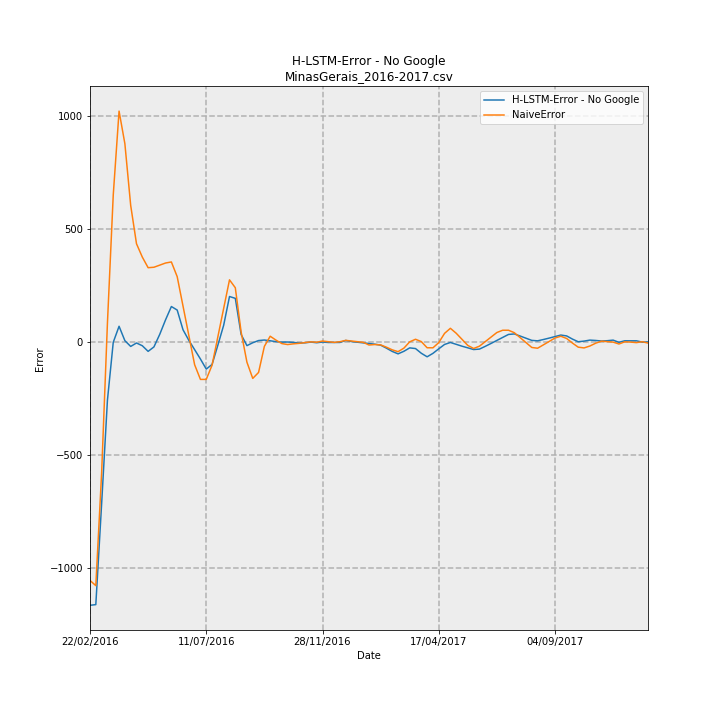 H-LSTM-Error - No Google
MinasGerais_2016-2017.csv
H-LSTM-Error - No Google
NaiveError
1000
500
0
−500
−1000
Error
22/02/2016
11/07/2016
28/11/2016
17/04/2017
04/09/2017
Date